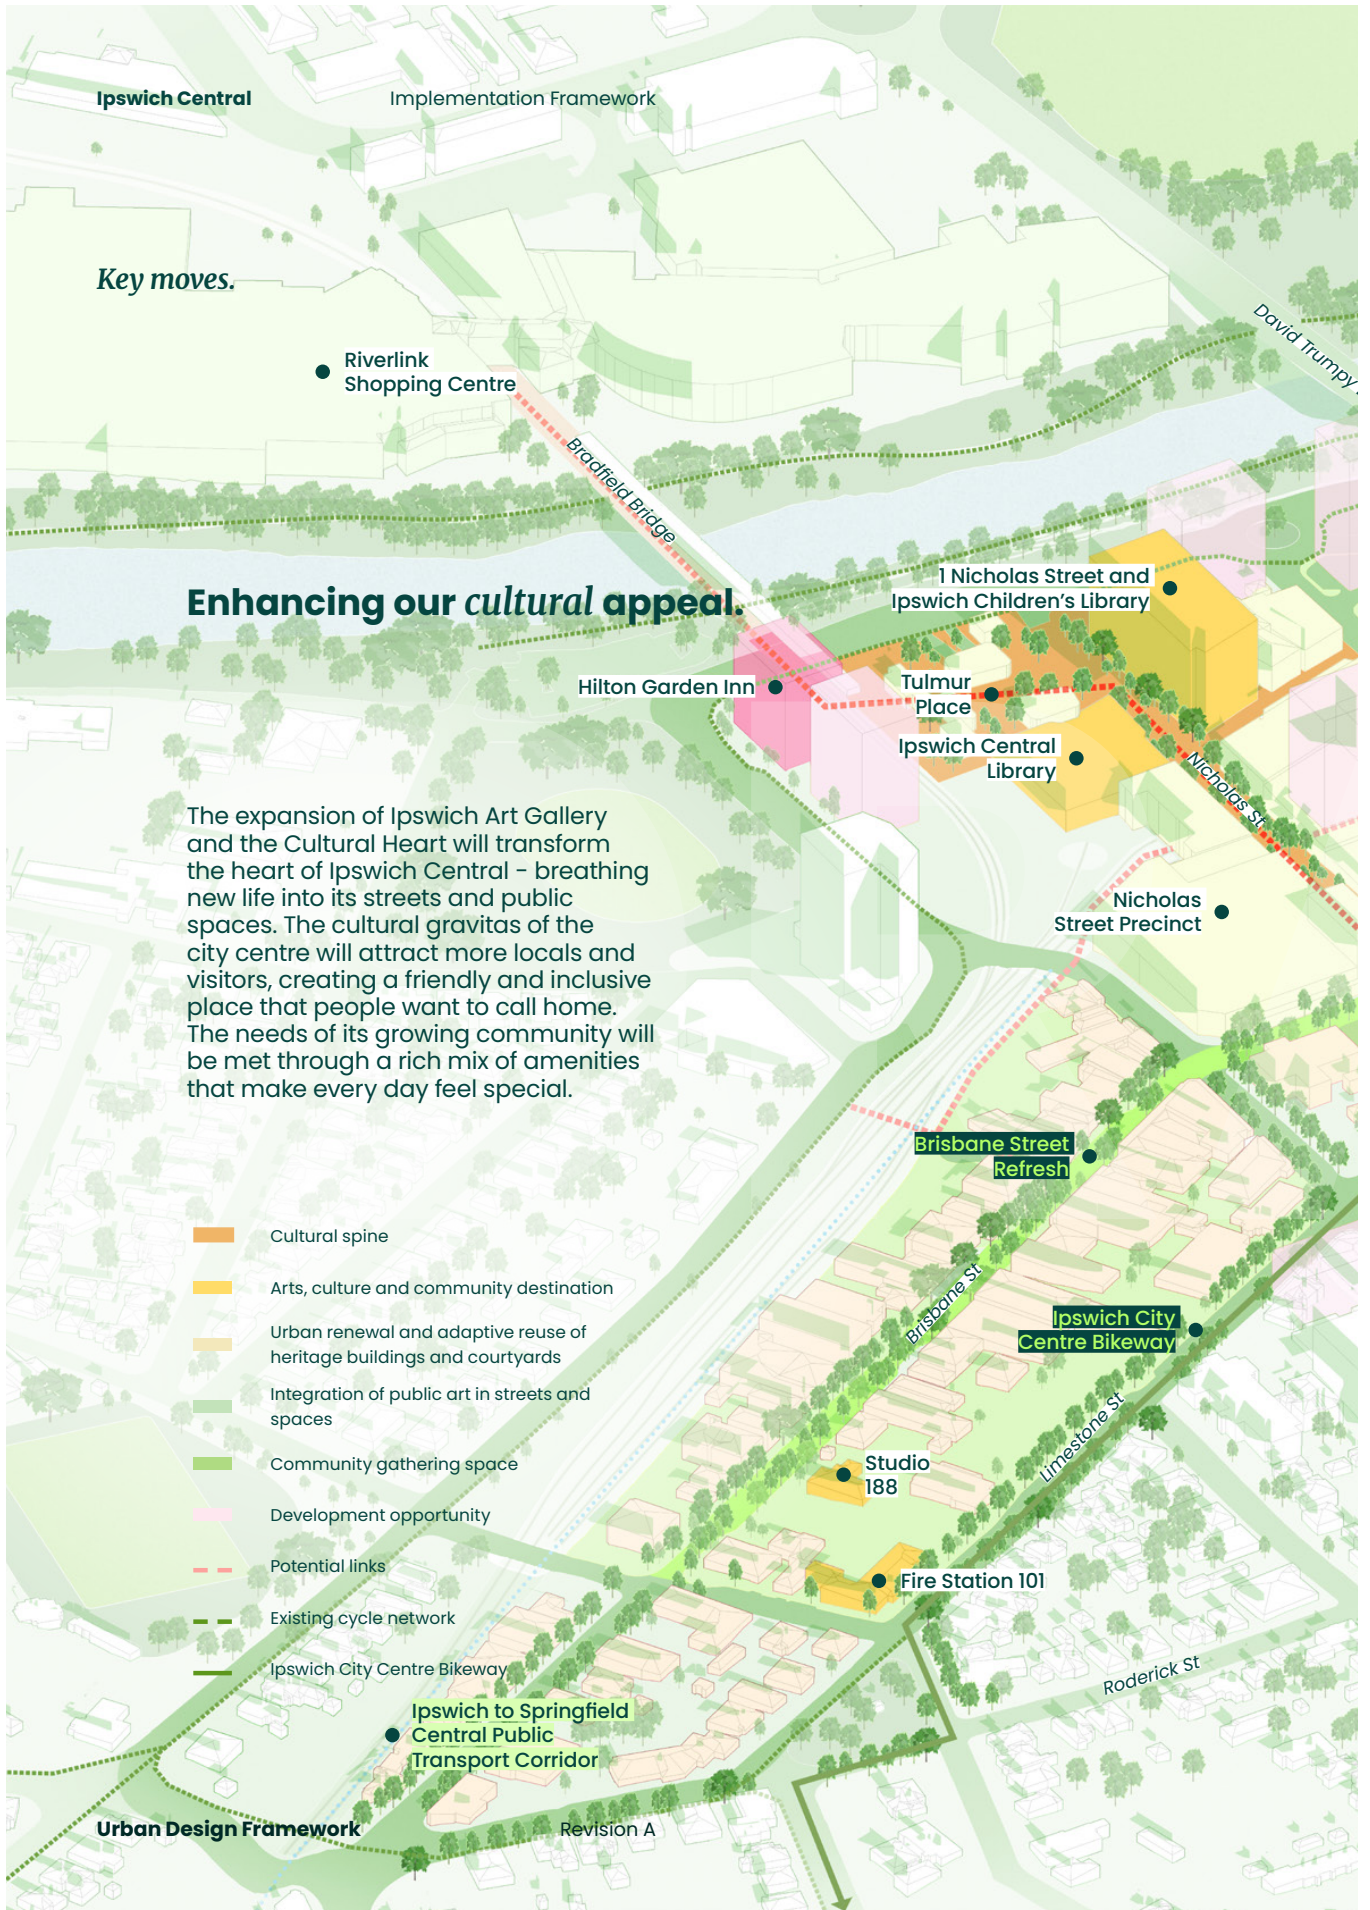 Ipswich Central
Implementation Framework
Key moves.
Riverlink
Shopping Centre
David Trumpy
Bradfield Bridge
Enhancing our cultural appeal.
1 Nicholas Street and
Ipswich Children's Library
Hilton Garden Inn
Tulmur
Place
Ipswich Central
Library
Nicholas St
The expansion of Ipswich Art Gallery
and the Cultural Heart will transform
the heart of Ipswich Central - breathing
new life into its streets and public
spaces. The cultural gravitas of the
city centre will attract more locals and
visitors, creating a friendly and inclusive
place that people want to call home.
The needs of its growing community will
be met through a rich mix of amenities
that make every day feel special.
Nicholas
Street Precinct
Brisbane Street
Refresh
Brisbane St
Ipswich City
Centre Bikeway
Limestone St
Studio
188
Fire Station 101
Roderick St
Cultural spine
Arts, culture and community destination
Urban renewal and adaptive reuse of
heritage buildings and courtyards
Integration of public art in streets and
spaces
Community gathering space
Development opportunity
Potential links
Existing cycle network
Ipswich City Centre Bikeway
Ipswich to Springfield
Central Public
Transport Corridor
Urban Design Framework
Revision A